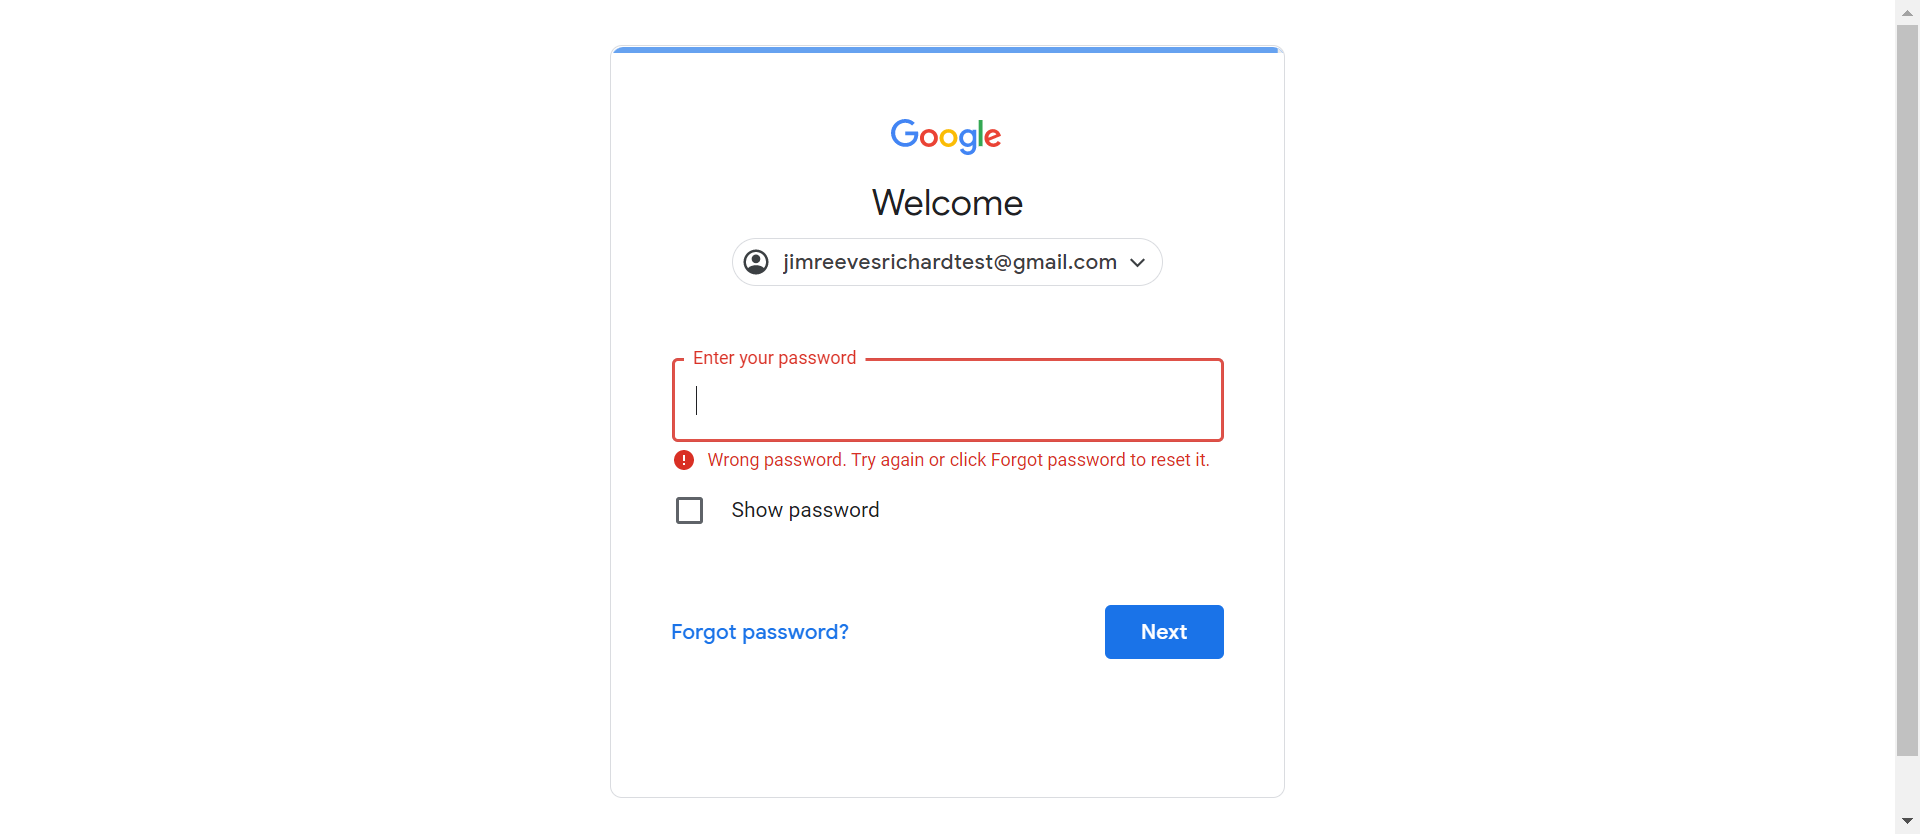 Google
Welcome
jimreevesrichardtest@gmail.com
Enter your password
Wrong password. Try again or click Forgot password to reset it.
Show password
Forgot password?
Next